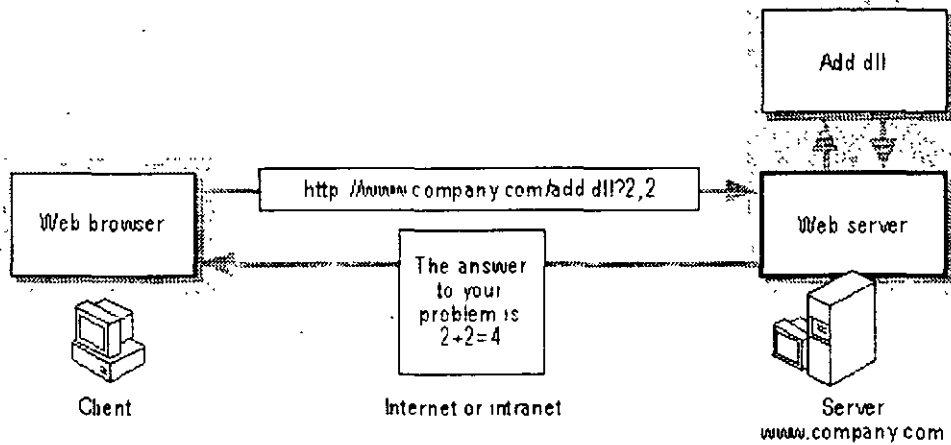 Add dll
http //www company com/add dll?2,2
Web browser
Web server
The answer
to your
problem is
2+2=4
Client
Internet or intranet
Server
www.company com